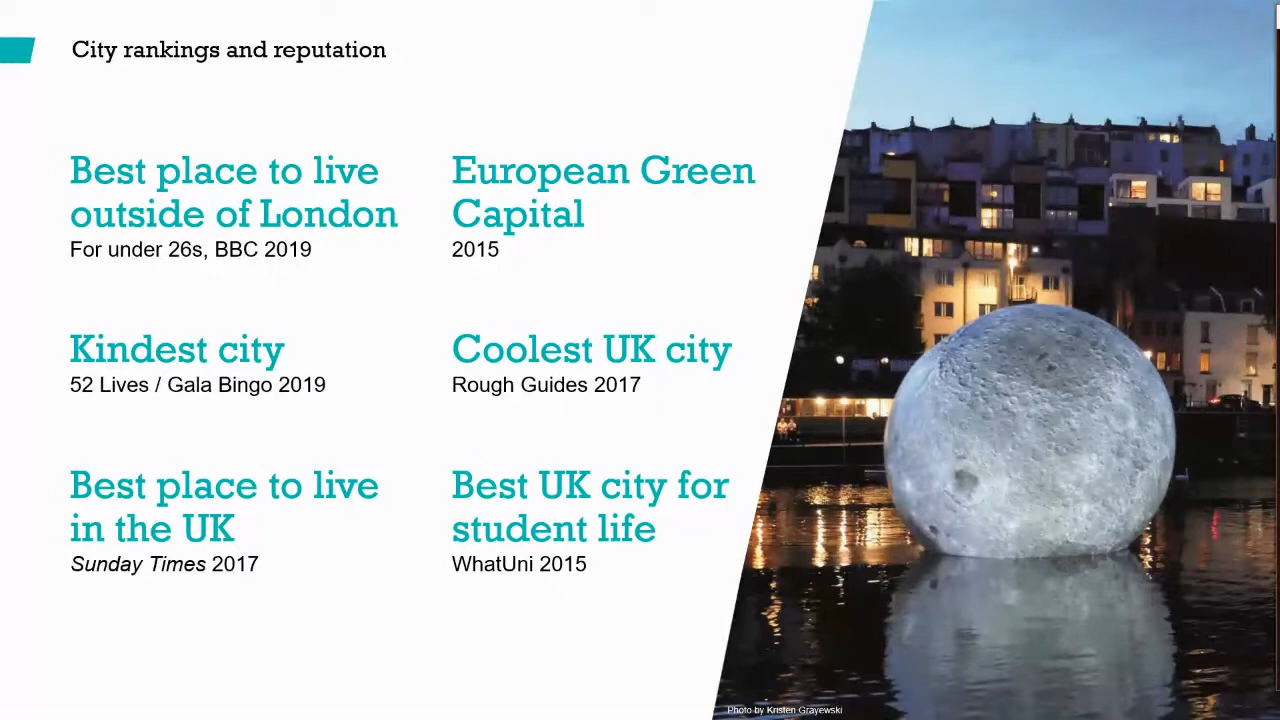 City rankings and reputation
Best place to live
outside of London
For under 26s, BBC 2019
European Green
Capital
2015
Kindest city
52 Lives / Gala Bingo 2019
Coolest UK city
Rough Guides 2017
Best place to live
in the UK
Sunday Times 2017
Best UK city for
student life
WhatUni 2015
Photo by Kristen Grayewski